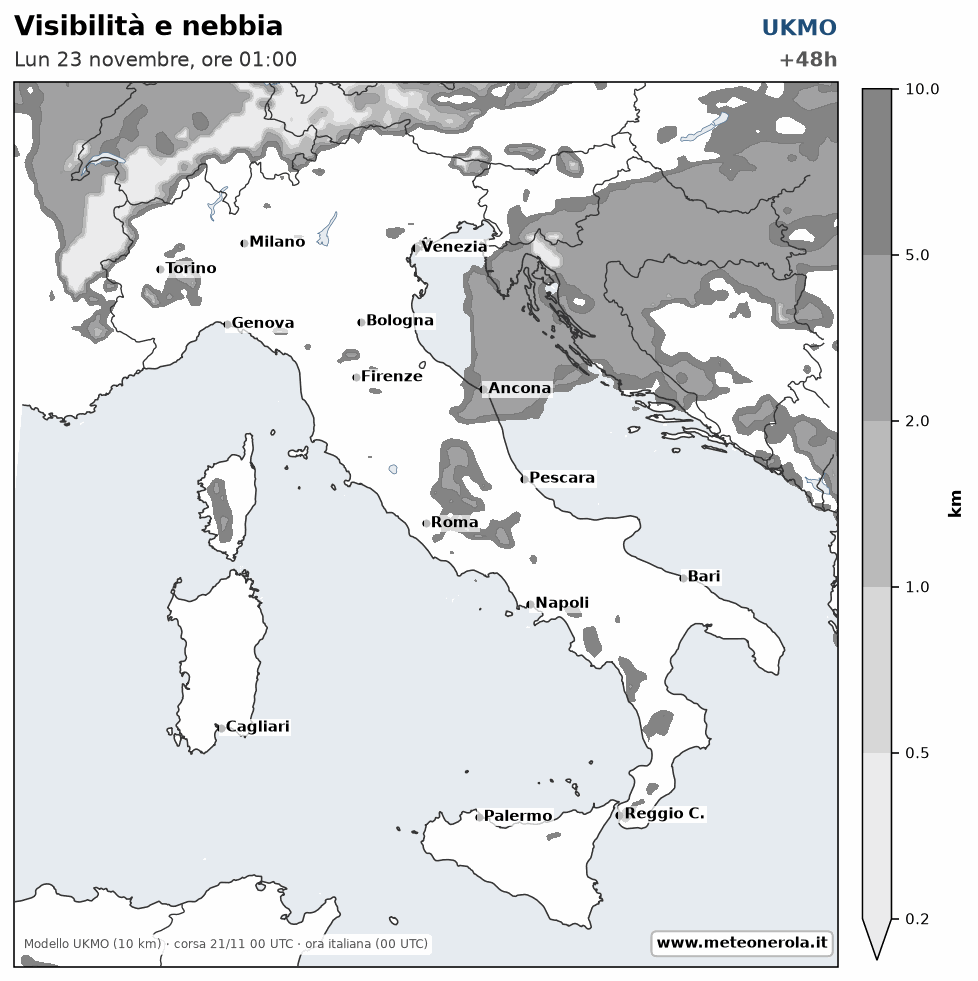 Visibilità e nebbia
UKMO
Lun 23 novembre, ore 01:00
+48h
10.0
5.0
2.0
1.0
0.5
0.2
km
Milano
Venezia
Torino
Genova
Bologna
Firenze
Ancona
Pescara
Roma
Bari
Napoli
Cagliari
Palermo
Reggio C.
Modello UKMO (10 km) · corsa 21/11 00 UTC · ora italiana (00 UTC)
www.meteonerola.it